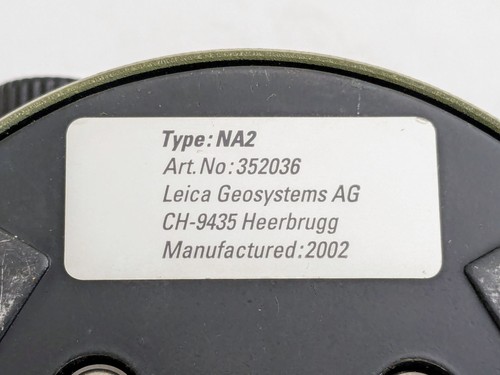 Type: NA2
Art.No: 352036
Leica Geosystems AG
CH-9435 Heerbrugg
Manufactured: 2002